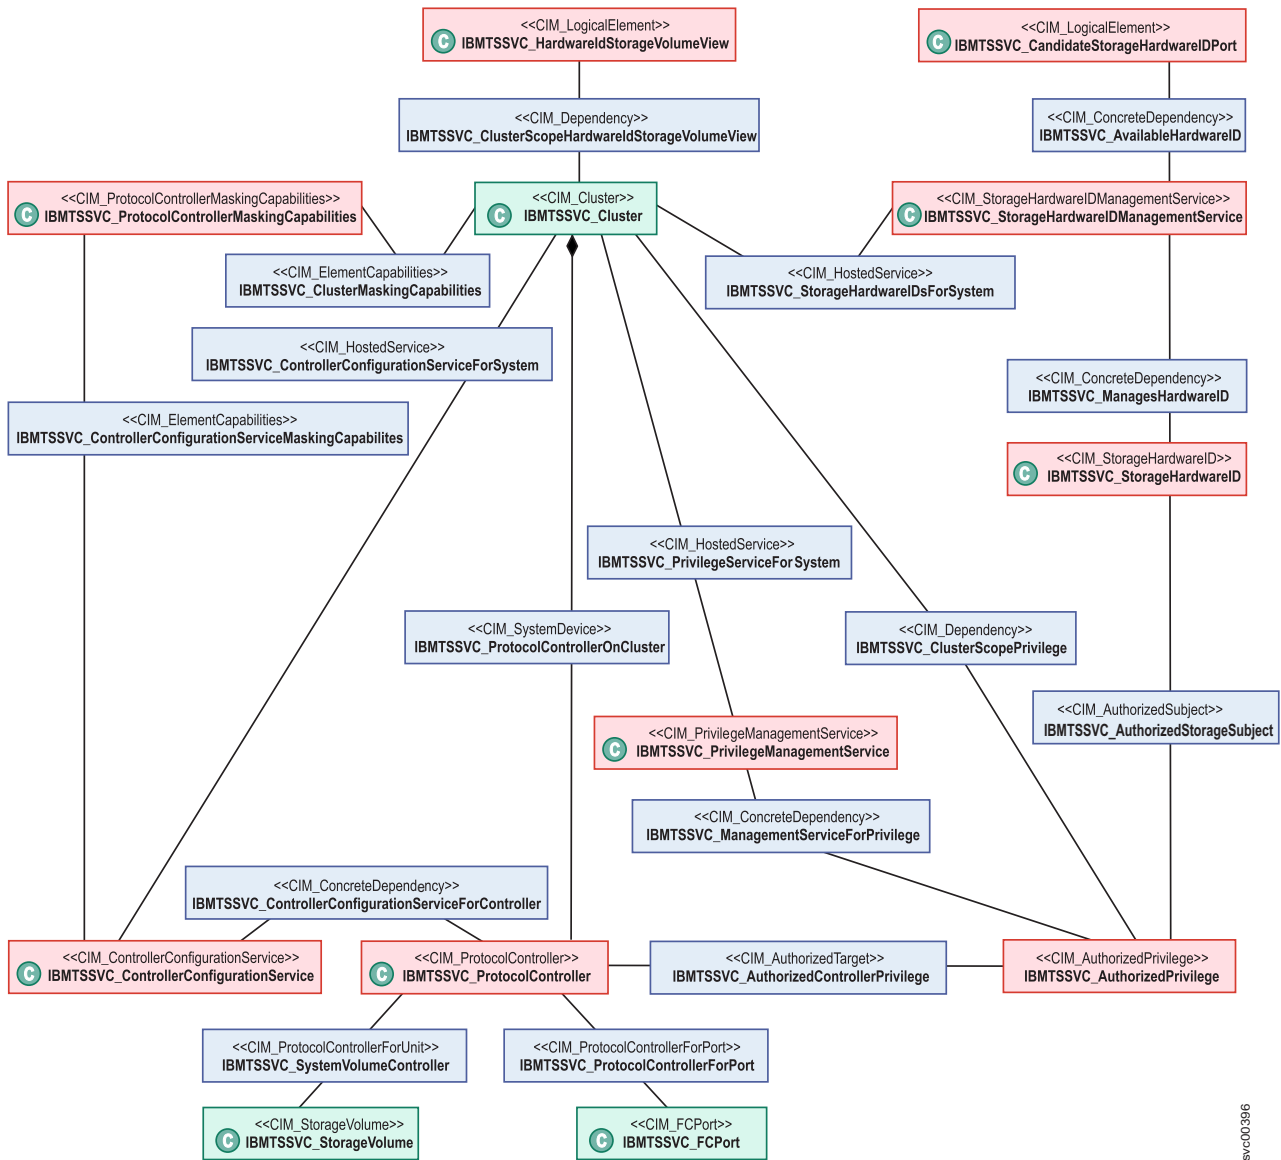 <<CIM_LogicalElement>>
IBMTSSVC_HardwareIdStorageVolumeView
<<CIM_LogicalElement>>
IBMTSSVC_CandidateStorageHardwareIDPort
<<CIM_Dependency>>
IBMTSSVC_ClusterScopeHardwareIdStorageVolumeView
<<CIM_ConcreteDependency>>
IBMTSSVC_AvailableHardwareID
<<CIM_ProtocolControllerMaskingCapabilities>>
C IBMTSSVC_ProtocolControllerMaskingCapabilities
<<CIM_Cluster>>
C IBMTSSVC_Cluster
<<CIM_StorageHardwareIDManagementService>>
C IBMTSSVC_StorageHardwareIDManagementService
<<CIM_ElementCapabilities>>
IBMTSSVC_ClusterMaskingCapabilities
<<CIM_HostedService>>
IBMTSSVC_StorageHardwareIDsForSystem
<<CIM_HostedService>>
IBMTSSVC_ControllerConfigurationServiceForSystem
<<CIM_ConcreteDependency>>
IBMTSSVC_ManagesHardwareID
<<CIM_ElementCapabilities>>
IBMTSSVC_ControllerConfigurationServiceMaskingCapabilites
<<CIM_StorageHardwareID>>
C IBMTSSVC_StorageHardwareID
<<CIM_HostedService>>
IBMTSSVC_PrivilegeServiceForSystem
<<CIM_SystemDevice>>
IBMTSSVC_ProtocolControllerOnCluster
<<CIM_Dependency>>
IBMTSSVC_ClusterScopePrivilege
<<CIM_AuthorizedSubject>>
IBMTSSVC_AuthorizedStorageSubject
<<CIM_PrivilegeManagementService>>
C IBMTSSVC_PrivilegeManagementService
<<CIM_ConcreteDependency>>
IBMTSSVC_ManagementServiceForPrivilege
<<CIM_ConcreteDependency>>
IBMTSSVC_ControllerConfigurationServiceForController
<<CIM_ControllerConfigurationService>>
C IBMTSSVC_ControllerConfigurationService
<<CIM_ProtocolController>>
C IBMTSSVC_ProtocolController
<<CIM_AuthorizedTarget>>
IBMTSSVC_AuthorizedControllerPrivilege
<<CIM_AuthorizedPrivilege>>
IBMTSSVC_AuthorizedPrivilege
<<CIM_ProtocolControllerForUnit>>
IBMTSSVC_SystemVolumeController
<<CIM_ProtocolControllerForPort>>
IBMTSSVC_ProtocolControllerForPort
<<CIM_StorageVolume>>
C IBMTSSVC_StorageVolume
<<CIM_FCPort>>
C IBMTSSVC_FCPort
svc00396